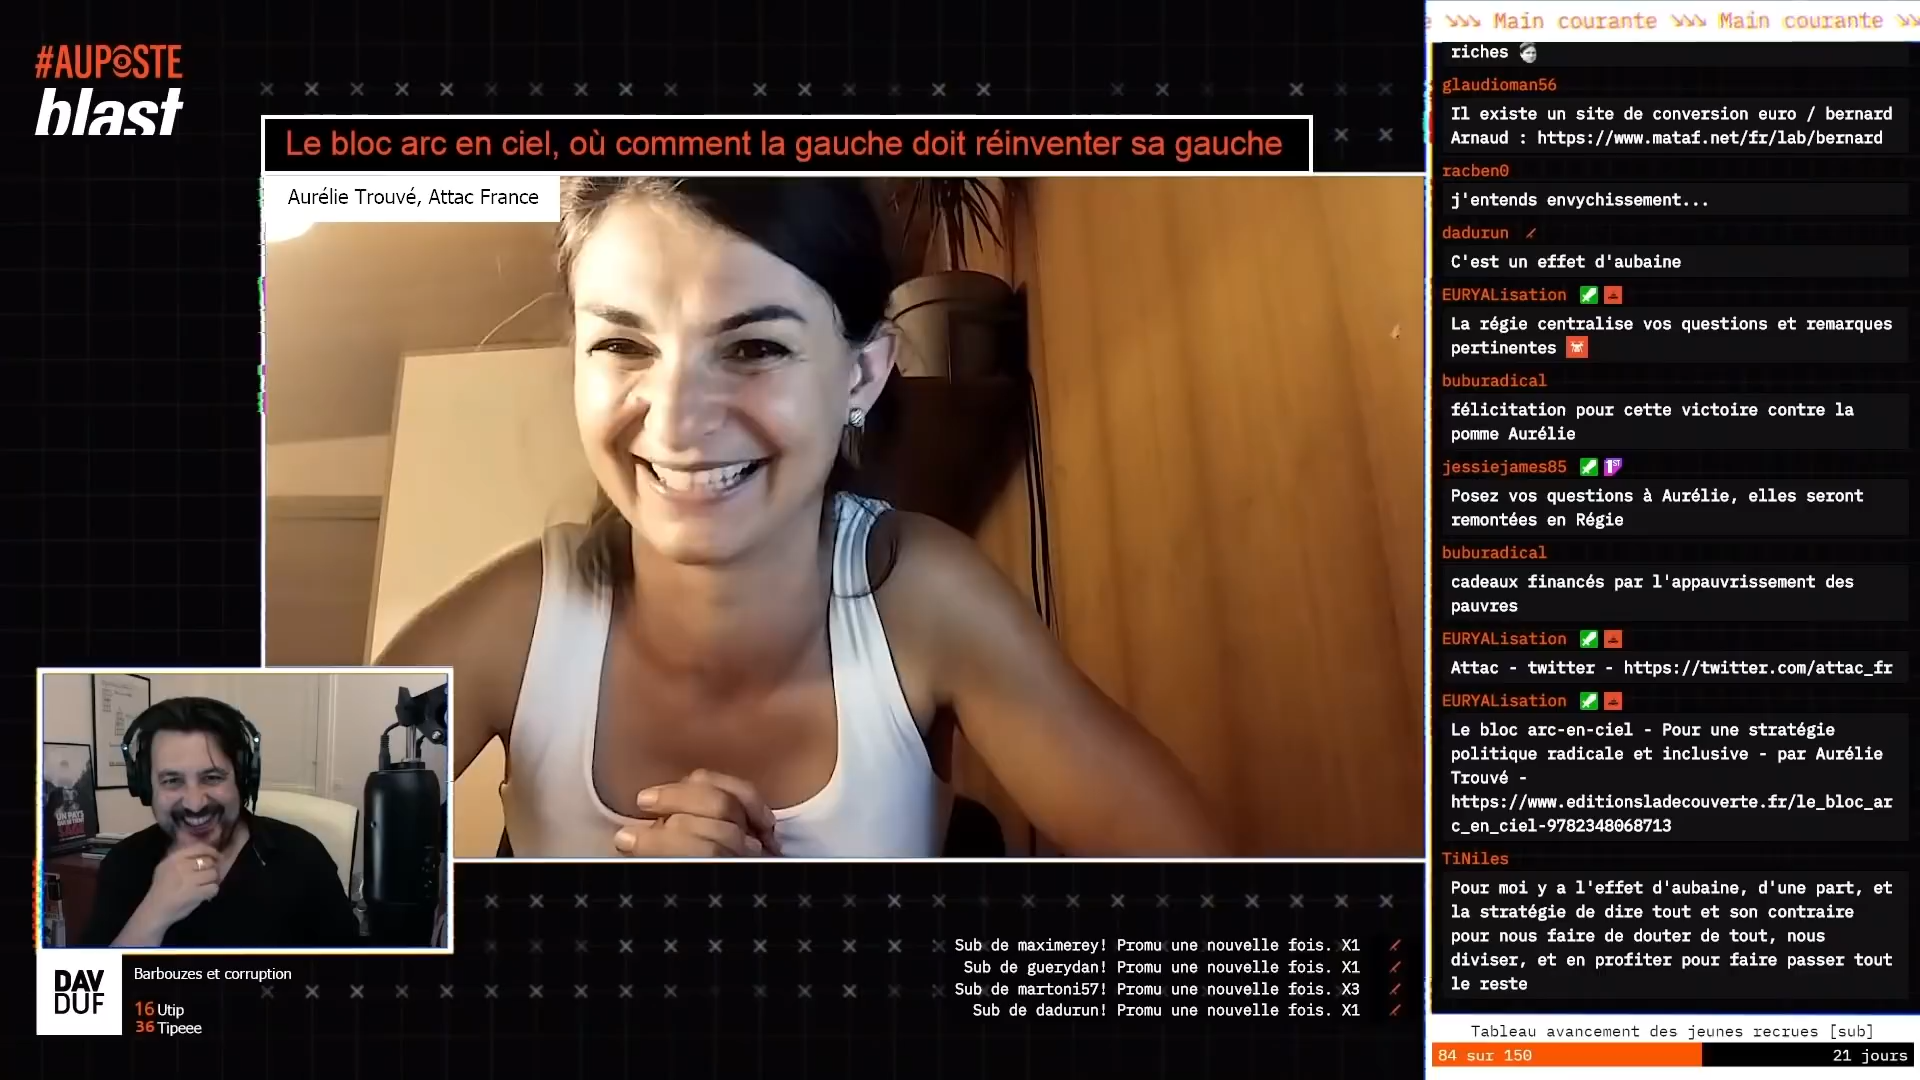 #AUPOSTE
blast
Le bloc arc en ciel, où comment la gauche doit réinventer sa gauche
Aurélie Trouvé, Attac France
UN PAYS
QUI SE TIENT
SAGE
DAV
DUF
Barbouzes et corruption
16 Utip
36 Tipeee
Sub de maximerey! Promu une nouvelle fois. X1
Sub de guerydan! Promu une nouvelle fois. X1
Sub de martoni57! Promu une nouvelle fois. X3
Sub de dadurun! Promu une nouvelle fois. X1
e ↘↘↘ Main courante ↘↘↘ Main courante ↘↘
riches
glaudioman56
Il existe un site de conversion euro / bernard
Arnaud : https://www.mataf.net/fr/lab/bernard
racben0
j'entends envychissement...
dadurun
C'est un effet d'aubaine
EURYALisation
La régie centralise vos questions et remarques
pertinentes
buburadical
félicitation pour cette victoire contre la
pomme Aurélie
jessiejames85 1ST
Posez vos questions à Aurélie, elles seront
remontées en Régie
buburadical
cadeaux financés par l'appauvrissement des
pauvres
EURYALisation
Attac - twitter - https://twitter.com/attac_fr
EURYALisation
Le bloc arc-en-ciel - Pour une stratégie
politique radicale et inclusive - par Aurélie
Trouvé -
https://www.editionsladecouverte.fr/le_bloc_ar
c_en_ciel-9782348068713
TiNiles
Pour moi y a l'effet d'aubaine, d'une part, et
la stratégie de dire tout et son contraire
pour nous faire de douter de tout, nous
diviser, et en profiter pour faire passer tout
le reste
Tableau avancement des jeunes recrues [sub]
84 sur 150
21 jours